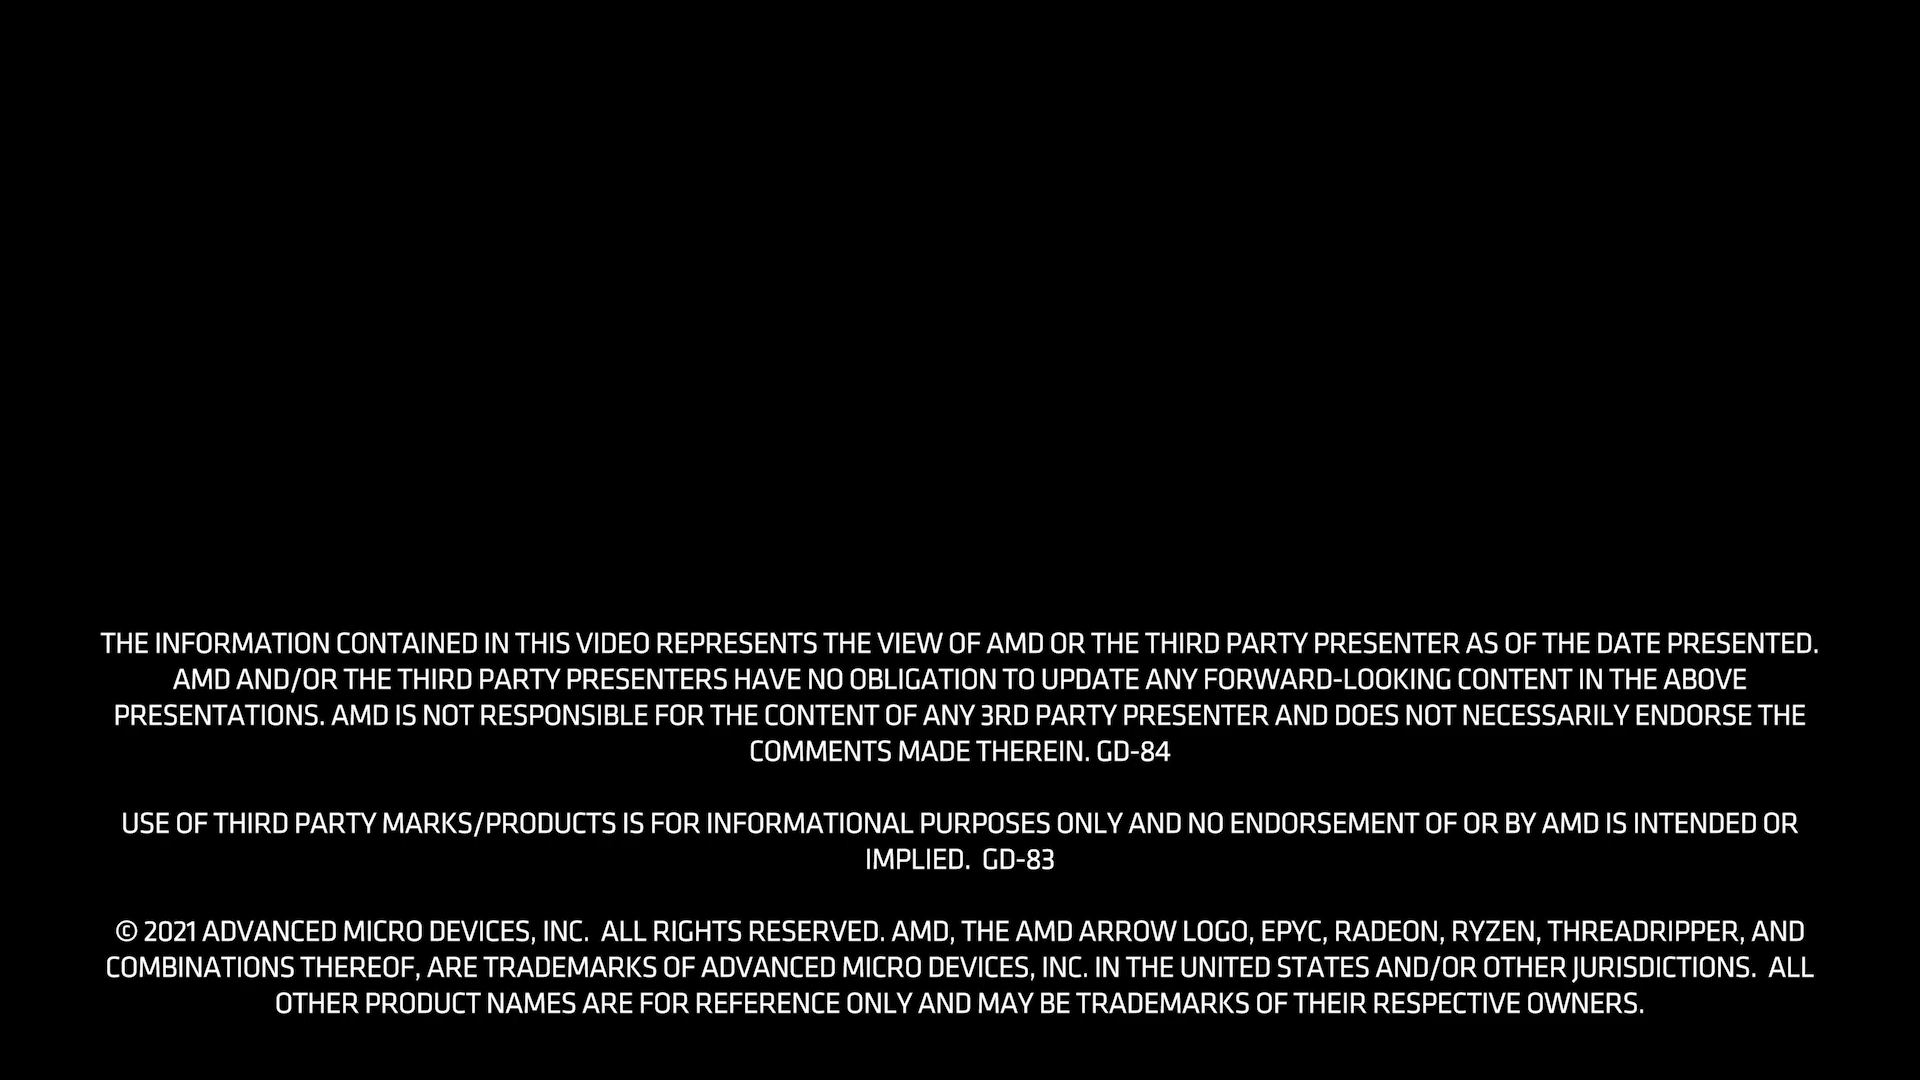 THE INFORMATION CONTAINED IN THIS VIDEO REPRESENTS THE VIEW OF AMD OR THE THIRD PARTY PRESENTER AS OF THE DATE PRESENTED.
AMD AND/OR THE THIRD PARTY PRESENTERS HAVE NO OBLIGATION TO UPDATE ANY FORWARD-LOOKING CONTENT IN THE ABOVE
PRESENTATIONS. AMD IS NOT RESPONSIBLE FOR THE CONTENT OF ANY 3RD PARTY PRESENTER AND DOES NOT NECESSARILY ENDORSE THE
COMMENTS MADE THEREIN. GD-84
USE OF THIRD PARTY MARKS/PRODUCTS IS FOR INFORMATIONAL PURPOSES ONLY AND NO ENDORSEMENT OF OR BY AMD IS INTENDED OR
IMPLIED.  GD-83
© 2021 ADVANCED MICRO DEVICES, INC.  ALL RIGHTS RESERVED. AMD, THE AMD ARROW LOGO, EPYC, RADEON, RYZEN, THREADRIPPER, AND
COMBINATIONS THEREOF, ARE TRADEMARKS OF ADVANCED MICRO DEVICES, INC. IN THE UNITED STATES AND/OR OTHER JURISDICTIONS.  ALL
OTHER PRODUCT NAMES ARE FOR REFERENCE ONLY AND MAY BE TRADEMARKS OF THEIR RESPECTIVE OWNERS.